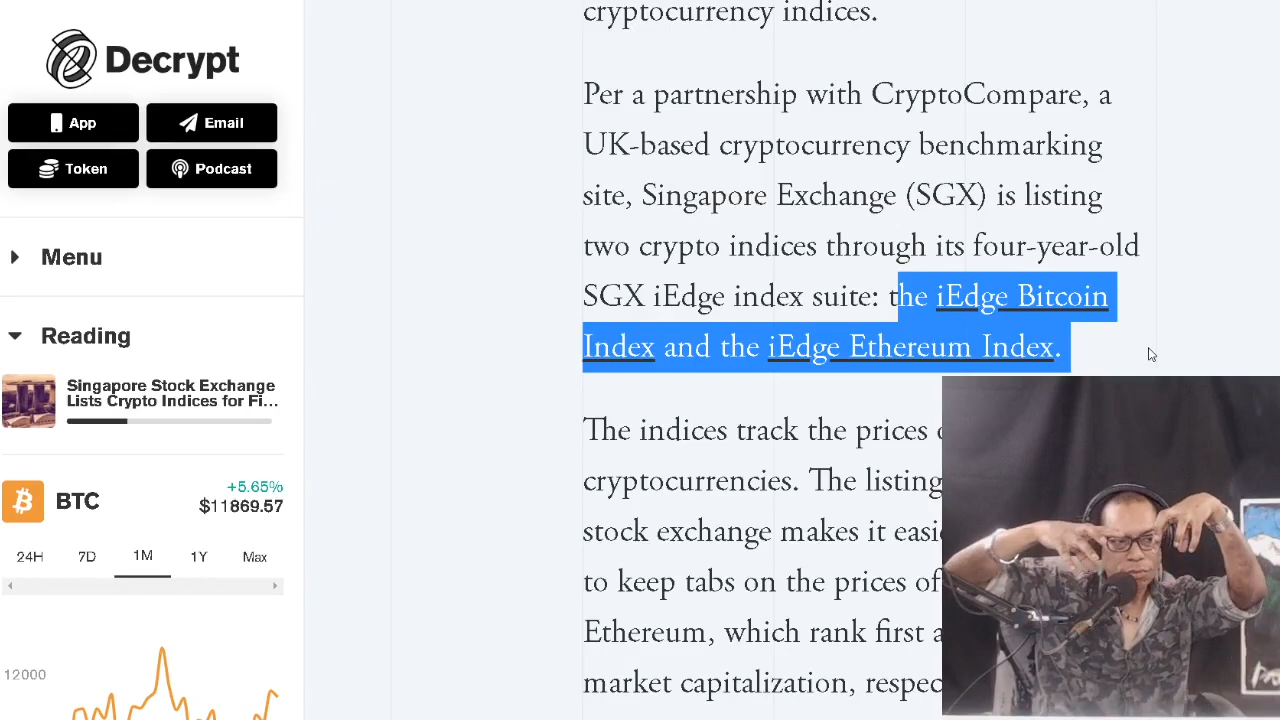 Decrypt
App
Email
Token
Podcast
Menu
Reading
Singapore Stock Exchange
Lists Crypto Indices for Fi...
BTC
+5.65%
$11869.57
24H 7D 1M 1Y Max
12000
cryptocurrency indices.
Per a partnership with CryptoCompare, a
UK-based cryptocurrency benchmarking
site, Singapore Exchange (SGX) is listing
two crypto indices through its four-year-old
SGX iEdge index suite: the iEdge Bitcoin
Index and the iEdge Ethereum Index.
The indices track the prices
cryptocurrencies. The listing
stock exchange makes it
to keep tabs on the prices of
Ethereum, which rank first
market capitalization,